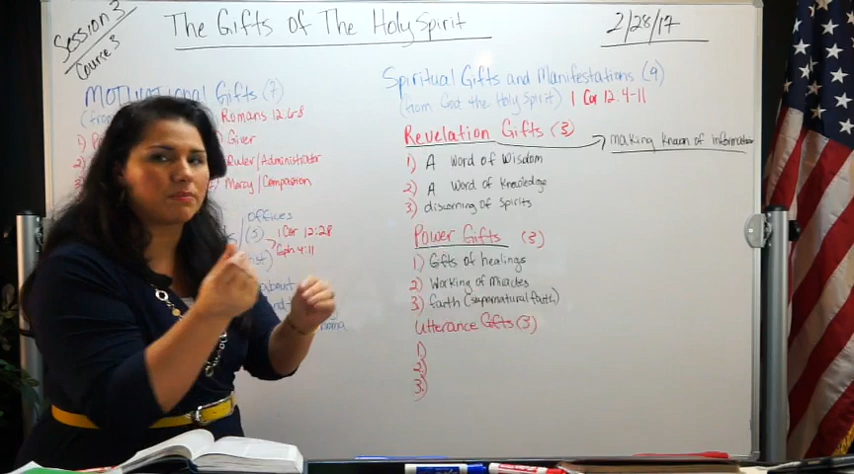 Session 3
Course 3
The Gifts of The Holy Spirit
2/28/17
MOTIVATIONAL Gifts (7)
Romans 12.6-8
1)
Giver
2)
Ruler/Administrator
Mercy/Compassion
offices
(5)
1 Cor 12:28
Eph 4:11
about
Spiritual Gifts and Manifestations (9)
(from God the Holy Spirit) 1 Cor 12.4-11
Revelation Gifts (3)
making known of information
1) A Word of Wisdom
2) A Word of Knowledge
3) discerning of Spirits
Power Gifts (3)
1) Gifts of healings
2) Working of Miracles
3) faith (supernatural faith)
Utterance Gifts (3)
1)
2)
3)